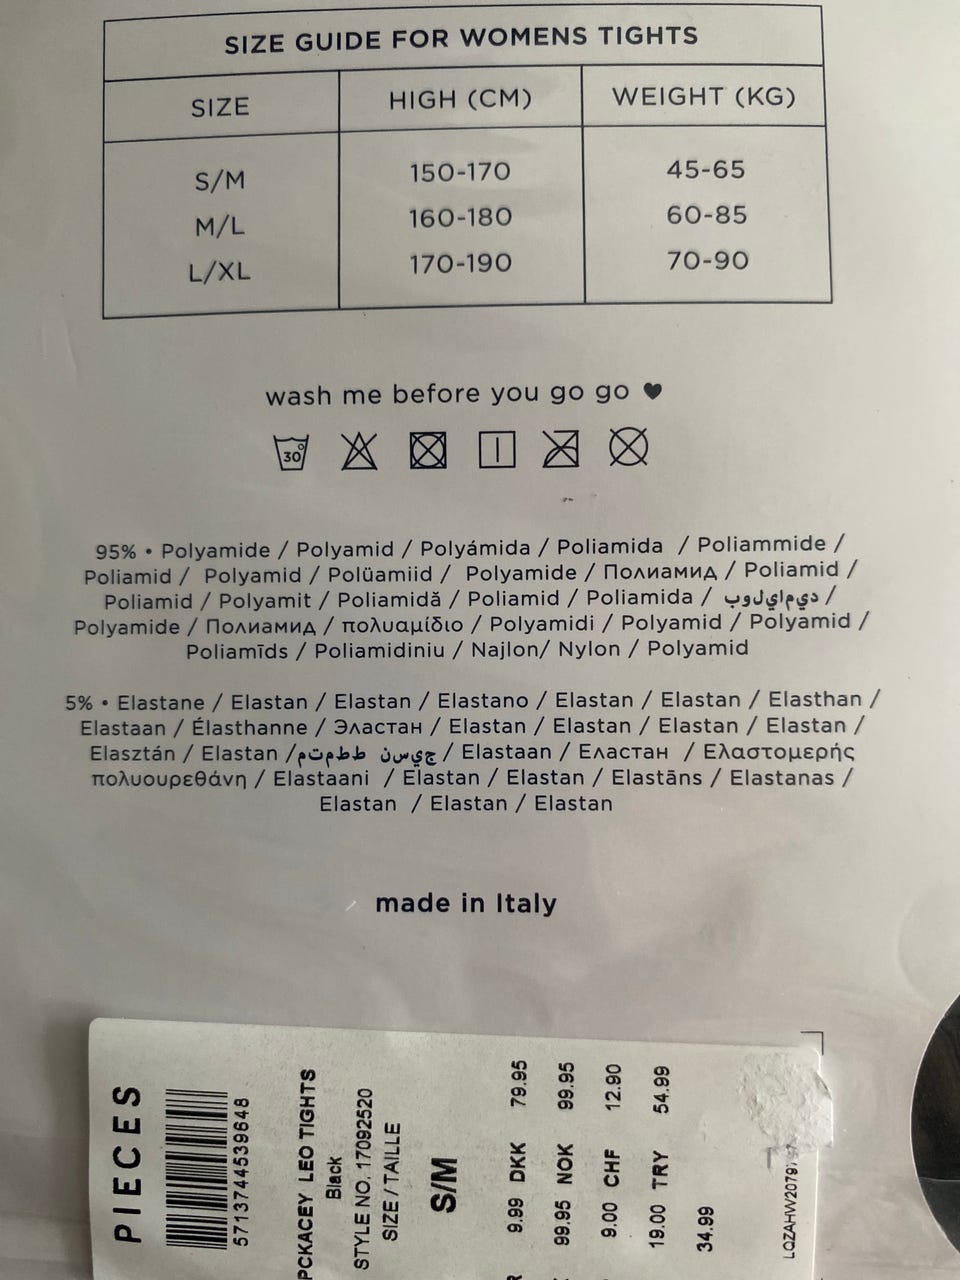 SIZE GUIDE FOR WOMENS TIGHTS
SIZE HIGH (CM) WEIGHT (KG)
S/M 150-170 45-65
M/L 160-180 60-85
L/XL 170-190 70-90
wash me before you go go ♥
30°
95% • Polyamide / Polyamid / Polyámida / Poliamida / Poliammide /
Poliamid / Polyamid / Polüamiid / Polyamide / Полиамид / Poliamid /
Poliamid / Polyamit / Poliamidă / Poliamid / Poliamida / ديمايلوب /
Polyamide / Полиамид / πολυαμίδιο / Polyamidi / Polyamid / Polyamid /
Poliamīds / Poliamidiniu / Najlon/ Nylon / Polyamid
5% • Elastane / Elastan / Elastan / Elastano / Elastan / Elastan / Elasthan /
Elastaan / Élasthanne / Эластан / Elastan / Elastan / Elastan / Elastan /
Elasztán / Elastan / / Elastaan / Еластан / Ελαστομερής
πολυουρεθάνη / Elastaani / Elastan / Elastan / Elastāns / Elastanas /
Elastan / Elastan / Elastan
made in Italy
PIECES
5713744539648
PCKACEY LEO TIGHTS
Black
STYLE NO. 17092520
SIZE / TAILLE
S/M
9.99 DKK 79.95
99.95 NOK 99.95
9.00 CHF 12.90
19.00 TRY 54.99
34.99